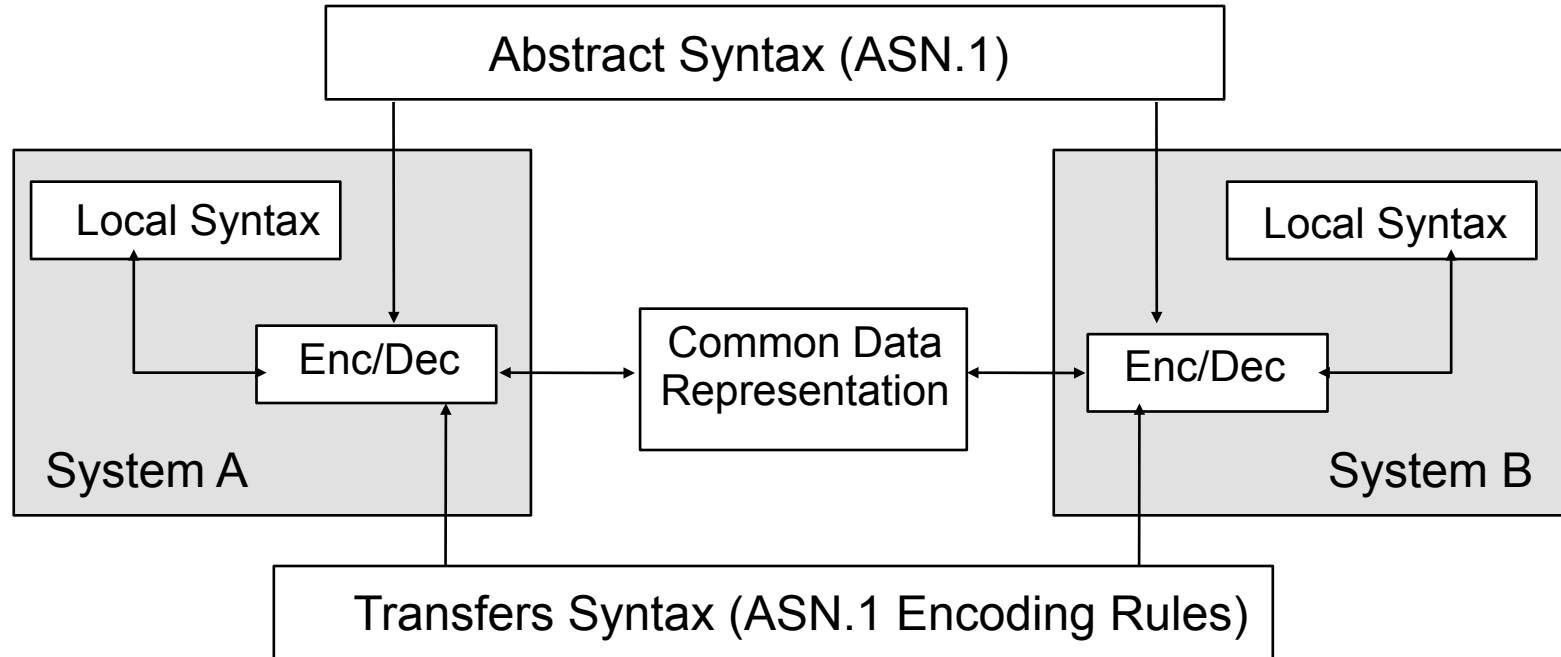 Abstract Syntax (ASN.1)
Local Syntax
Local Syntax
Enc/Dec
Common Data
Representation
Enc/Dec
System A
System B
Transfers Syntax (ASN.1 Encoding Rules)